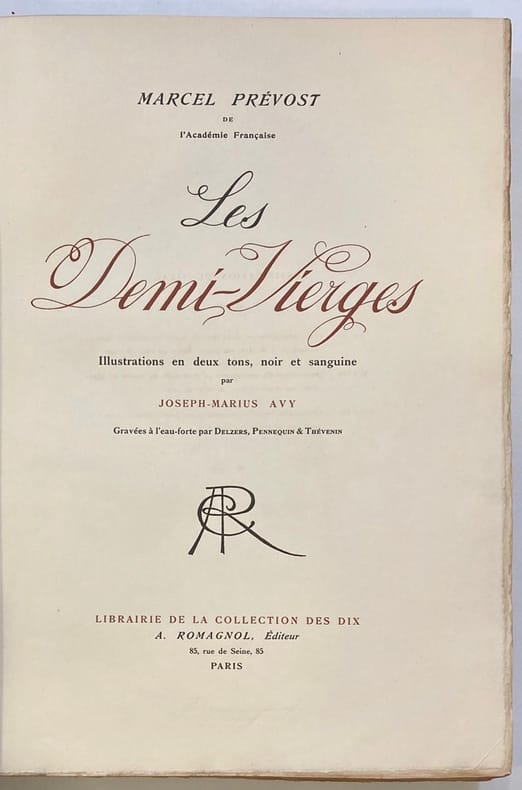 MARCEL PRÉVOST
DE
l'Académie Française
Les
Demi-Vierges
Illustrations en deux tons, noir et sanguine
par
JOSEPH-MARIUS AVY
Gravées à l'eau-forte par DELZERS, PENNEQUIN & THÉVENIN
LIBRAIRIE DE LA COLLECTION DES DIX
A. ROMAGNOL, Éditeur
85, rue de Seine, 85
PARIS